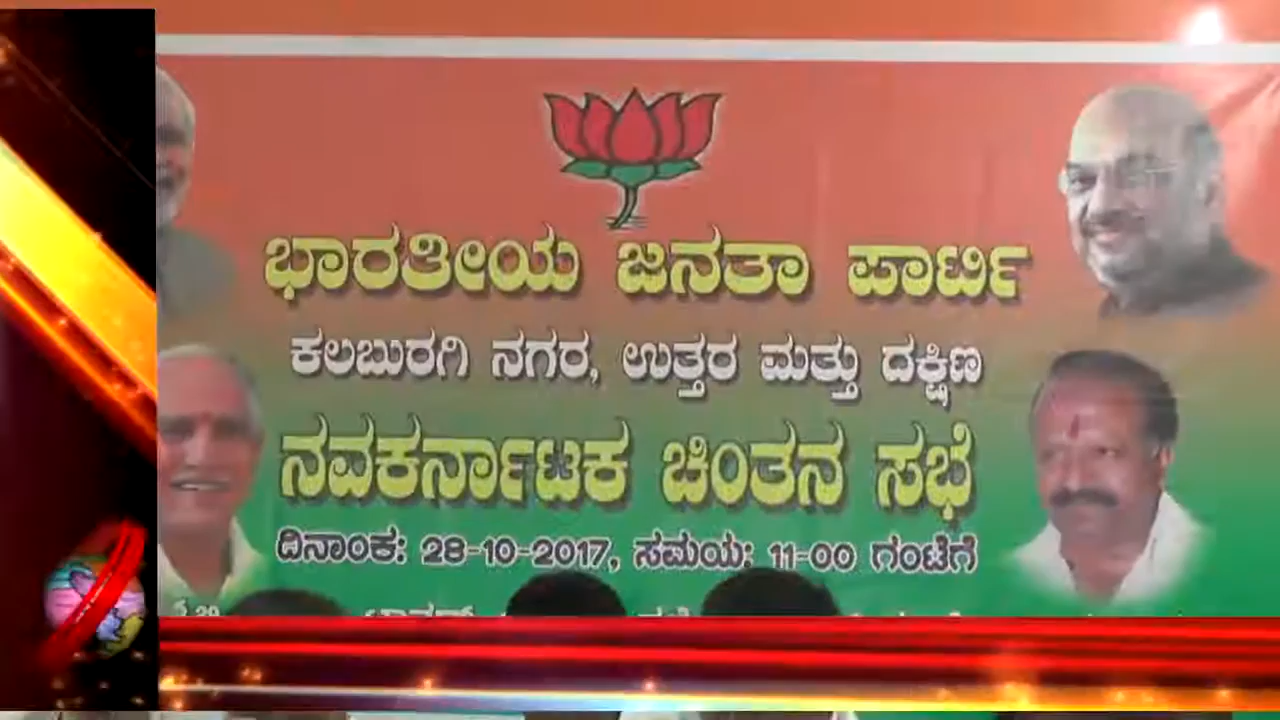 ಭಾರತೀಯ ಜನತಾ ಪಾರ್ಟಿ
ಕಲಬುರಗಿ ನಗರ, ಉತ್ತರ ಮತ್ತು ದಕ್ಷಿಣ
ನವಕರ್ನಾಟಕ ಚಿಂತನ ಸಭೆ
ದಿನಾಂಕ: 28-10-2017, ಸಮಯ: 11-00 ಗಂಟೆಗೆ